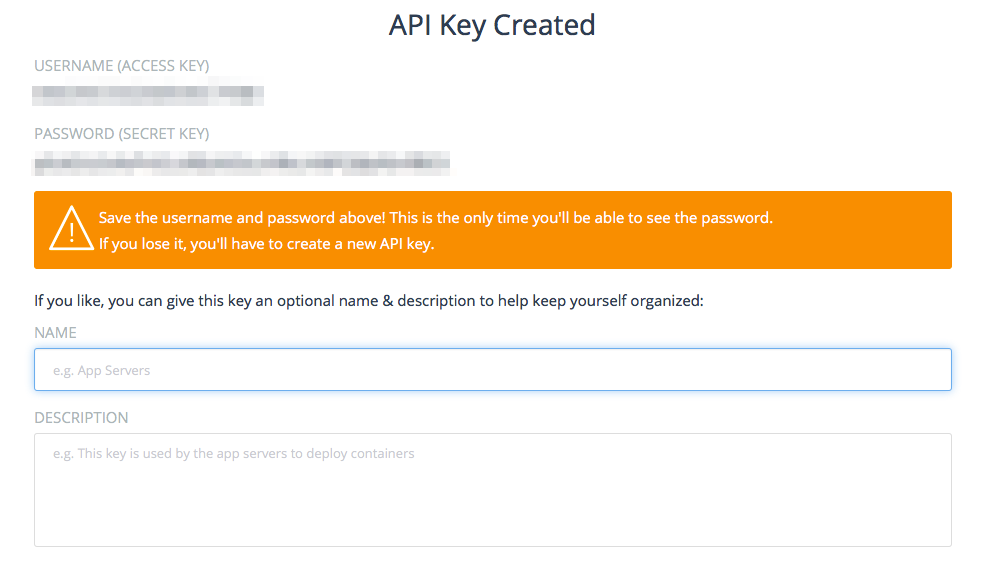 API Key Created
USERNAME (ACCESS KEY)
PASSWORD (SECRET KEY)
Save the username and password above! This is the only time you'll be able to see the password.
If you lose it, you'll have to create a new API key.
If you like, you can give this key an optional name & description to help keep yourself organized:
NAME
e.g. App Servers
DESCRIPTION
e.g. This key is used by the app servers to deploy containers